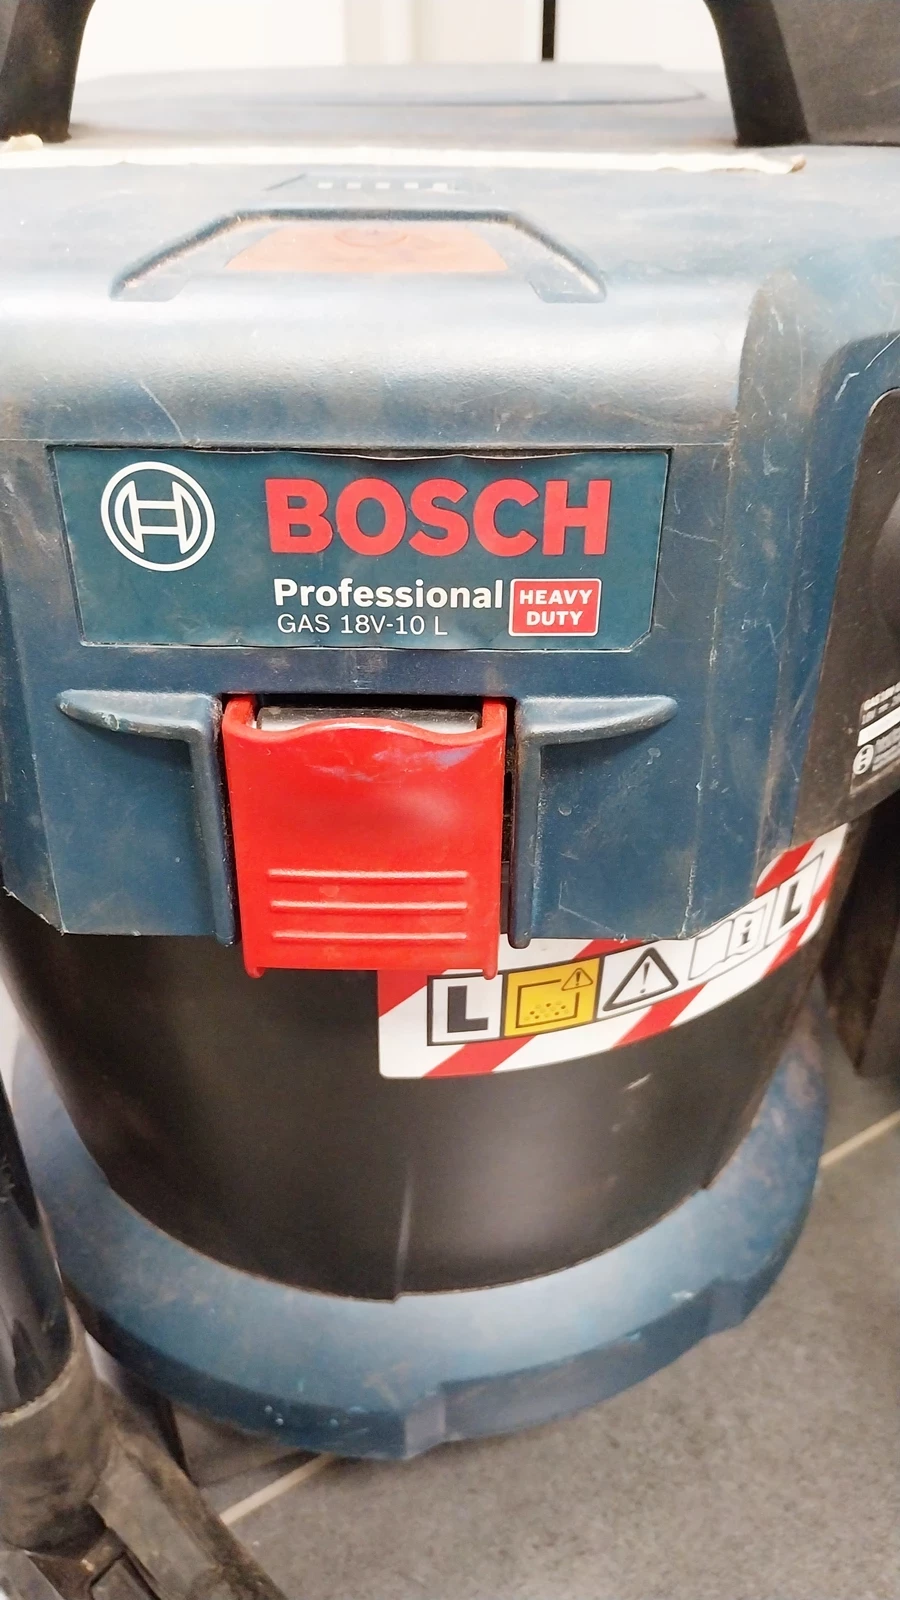 BOSCH
Professional
HEAVY
DUTY
GAS 18V-10 L
L
L